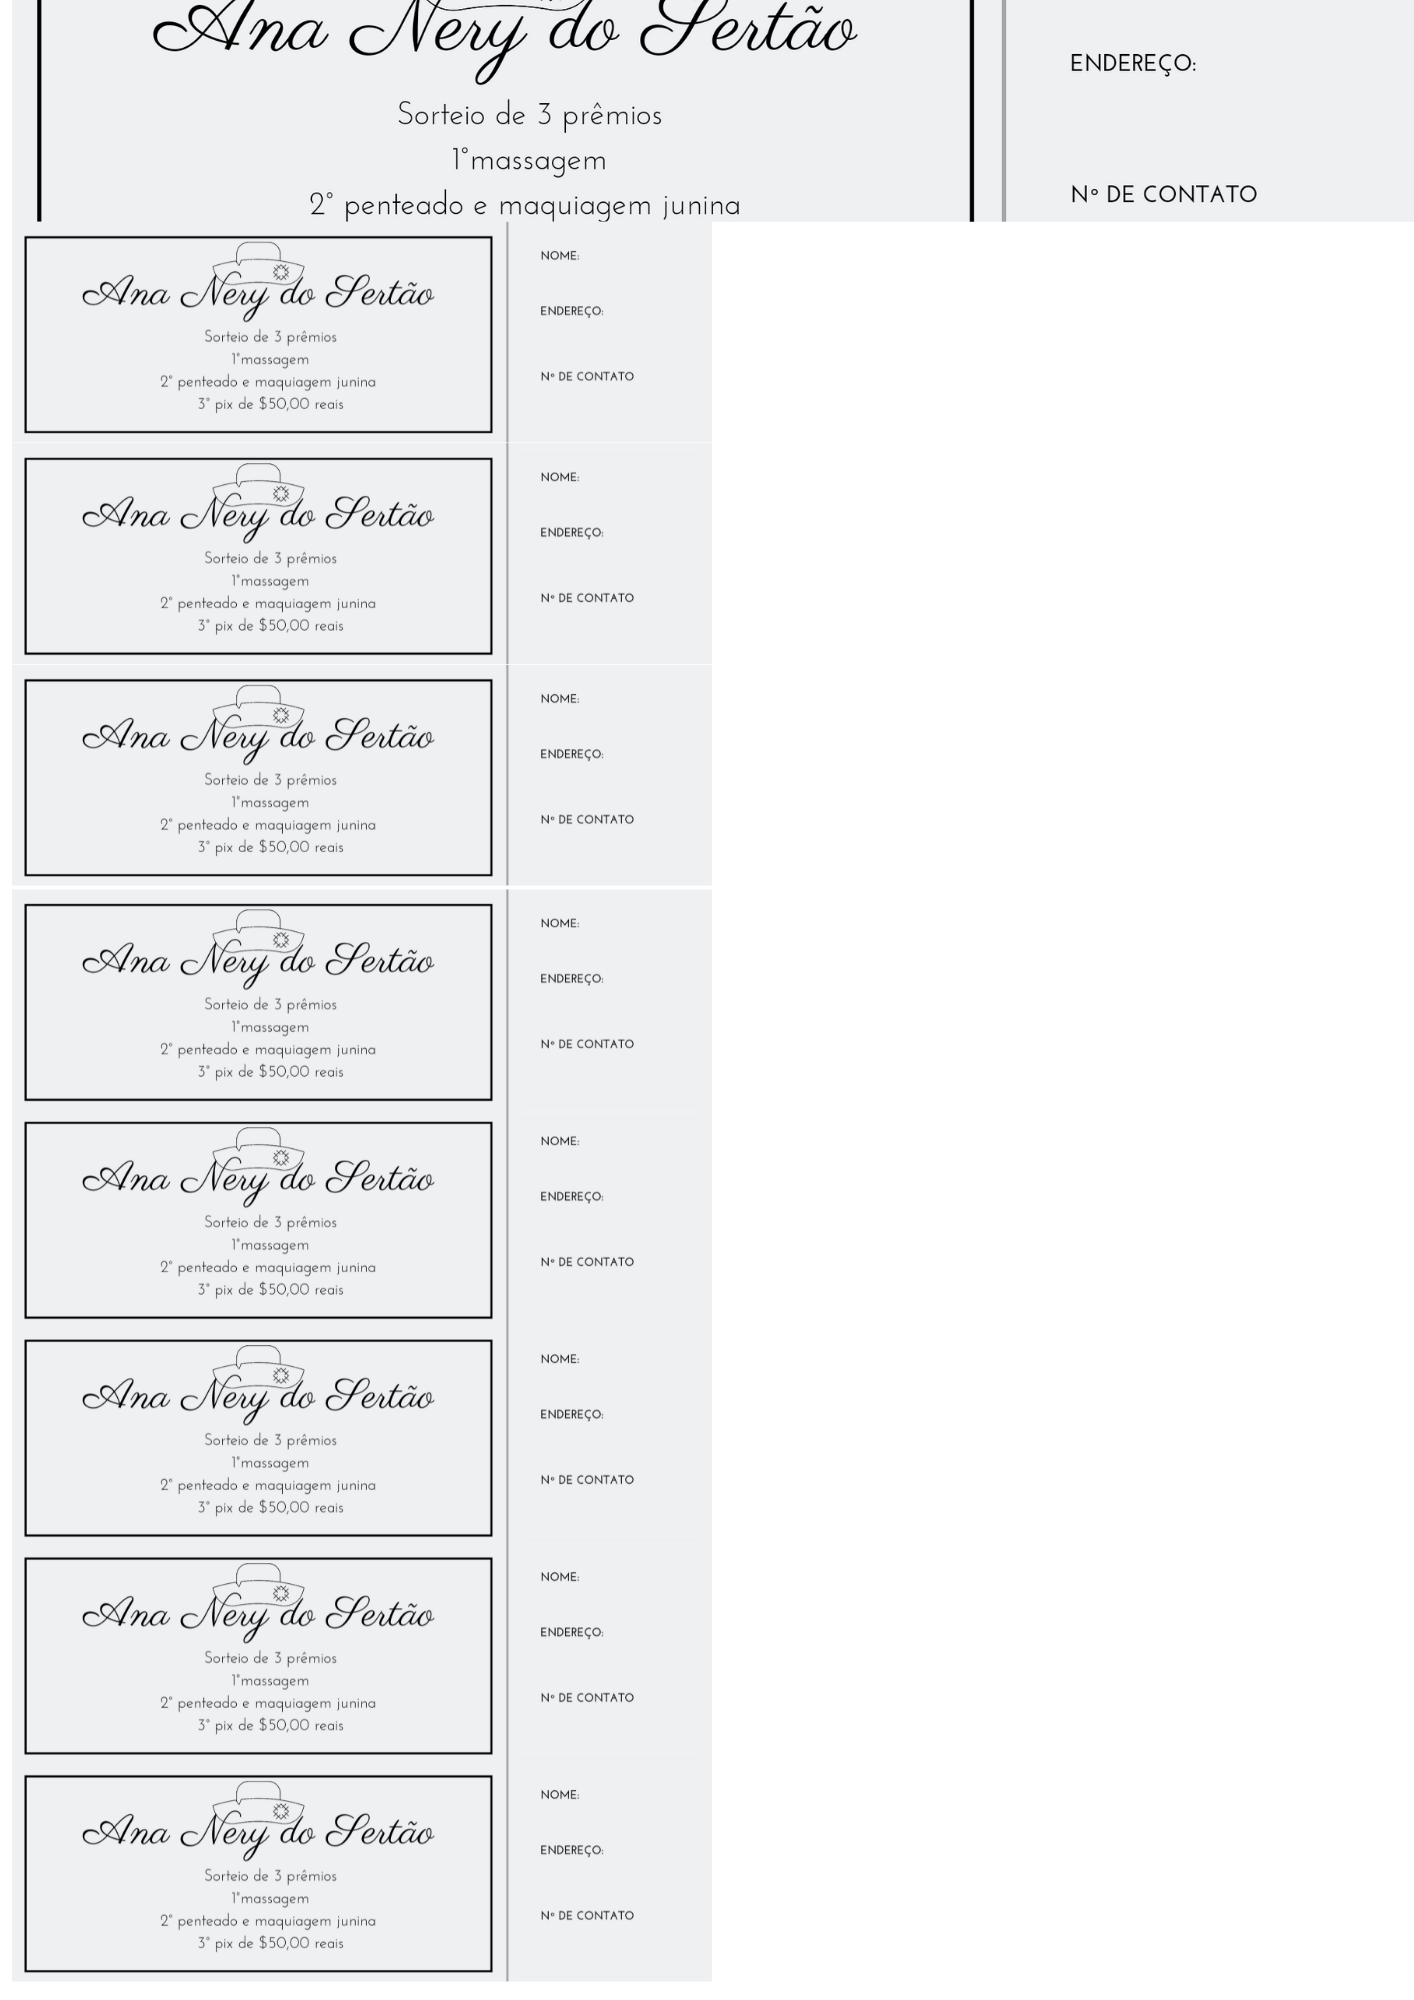 Ana Nery do Sertão
Sorteio de 3 prêmios
1°massagem
2° penteado e maquiagem junina
ENDEREÇO:
Nº DE CONTATO
Ana Nery do Sertão
Sorteio de 3 prêmios
1°massagem
2° penteado e maquiagem junina
3° pix de $50,00 reais
NOME:
ENDEREÇO:
Nº DE CONTATO
Ana Nery do Sertão
Sorteio de 3 prêmios
1°massagem
2° penteado e maquiagem junina
3° pix de $50,00 reais
NOME:
ENDEREÇO:
Nº DE CONTATO
Ana Nery do Sertão
Sorteio de 3 prêmios
1°massagem
2° penteado e maquiagem junina
3° pix de $50,00 reais
NOME:
ENDEREÇO:
Nº DE CONTATO
Ana Nery do Sertão
Sorteio de 3 prêmios
1°massagem
2° penteado e maquiagem junina
3° pix de $50,00 reais
NOME:
ENDEREÇO:
Nº DE CONTATO
Ana Nery do Sertão
Sorteio de 3 prêmios
1°massagem
2° penteado e maquiagem junina
3° pix de $50,00 reais
NOME:
ENDEREÇO:
Nº DE CONTATO
Ana Nery do Sertão
Sorteio de 3 prêmios
1°massagem
2° penteado e maquiagem junina
3° pix de $50,00 reais
NOME:
ENDEREÇO:
Nº DE CONTATO
Ana Nery do Sertão
Sorteio de 3 prêmios
1°massagem
2° penteado e maquiagem junina
3° pix de $50,00 reais
NOME:
ENDEREÇO:
Nº DE CONTATO
Ana Nery do Sertão
Sorteio de 3 prêmios
1°massagem
2° penteado e maquiagem junina
3° pix de $50,00 reais
NOME:
ENDEREÇO:
Nº DE CONTATO